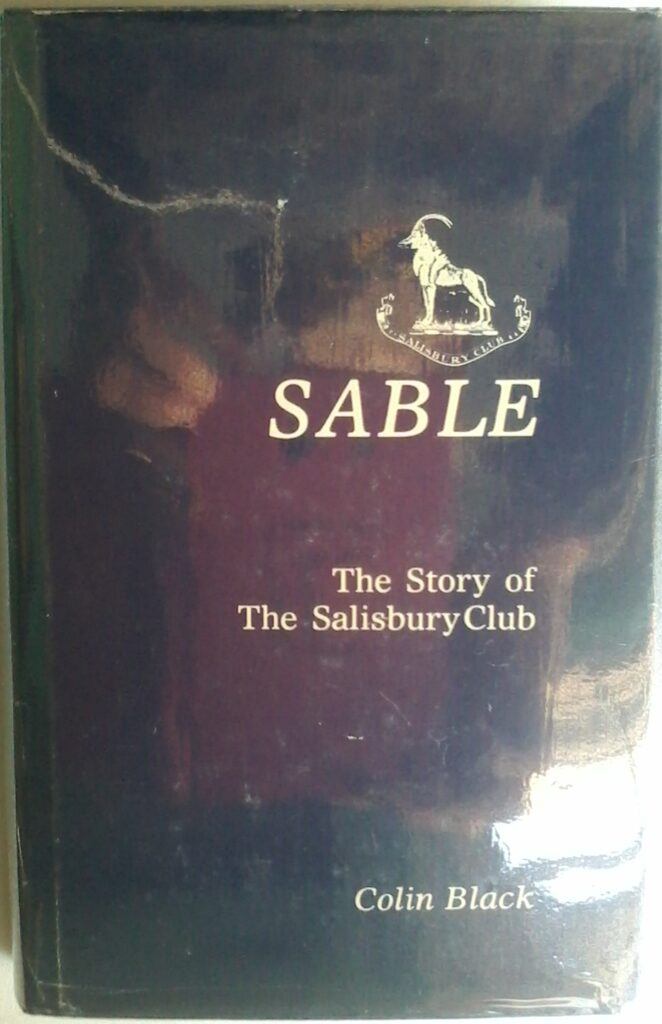 SALISBURY CLUB
SABLE
The Story of
The Salisbury Club
Colin Black